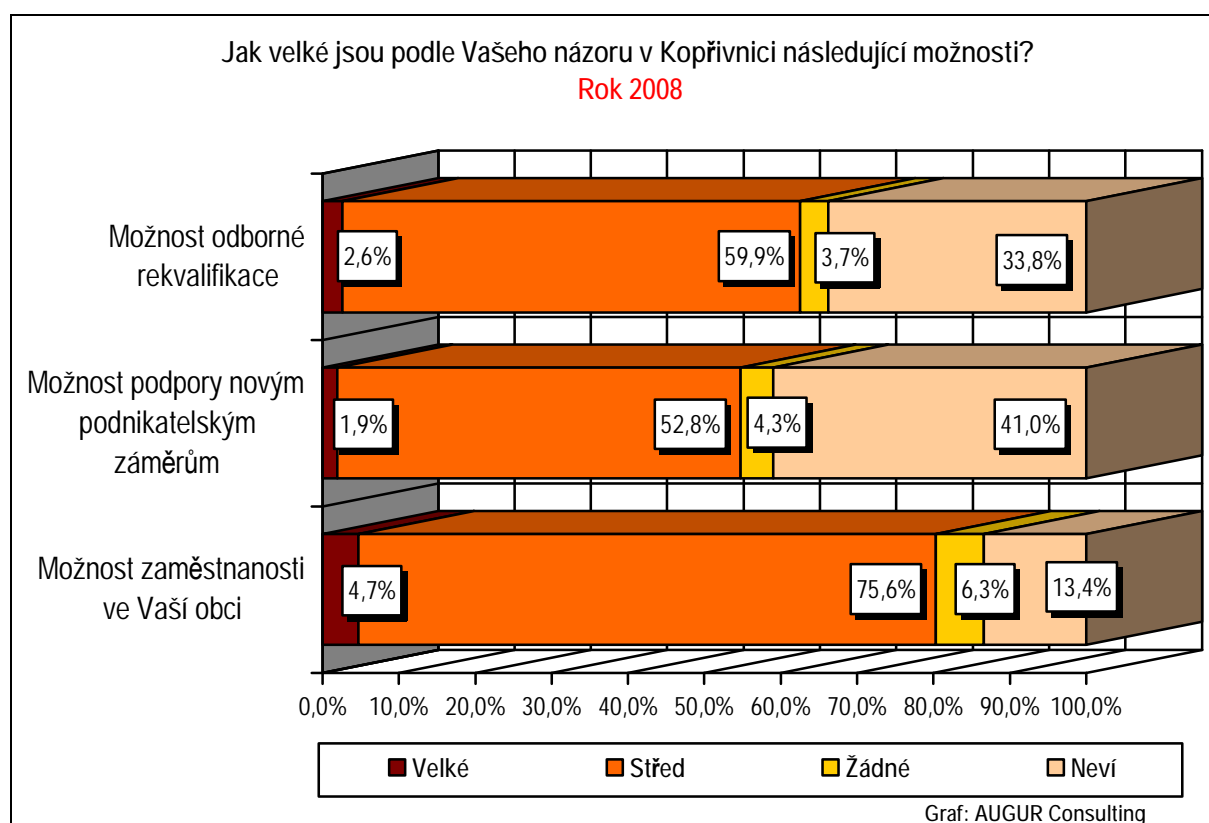 Jak velké jsou podle Vašeho názoru v Kopřivnici následující možnosti?
Rok 2008
Možnost odborné
rekvalifikace
2,6%
59,9%
3,7%
33,8%
Možnost podpory novým
podnikatelským
záměrům
1,9%
52,8%
4,3%
41,0%
Možnost zaměstnanosti
ve Vaší obci
4,7%
75,6%
6,3%
13,4%
0,0% 10,0% 20,0% 30,0% 40,0% 50,0% 60,0% 70,0% 80,0% 90,0% 100,0%
Velké Střed Žádné Neví
Graf: AUGUR Consulting